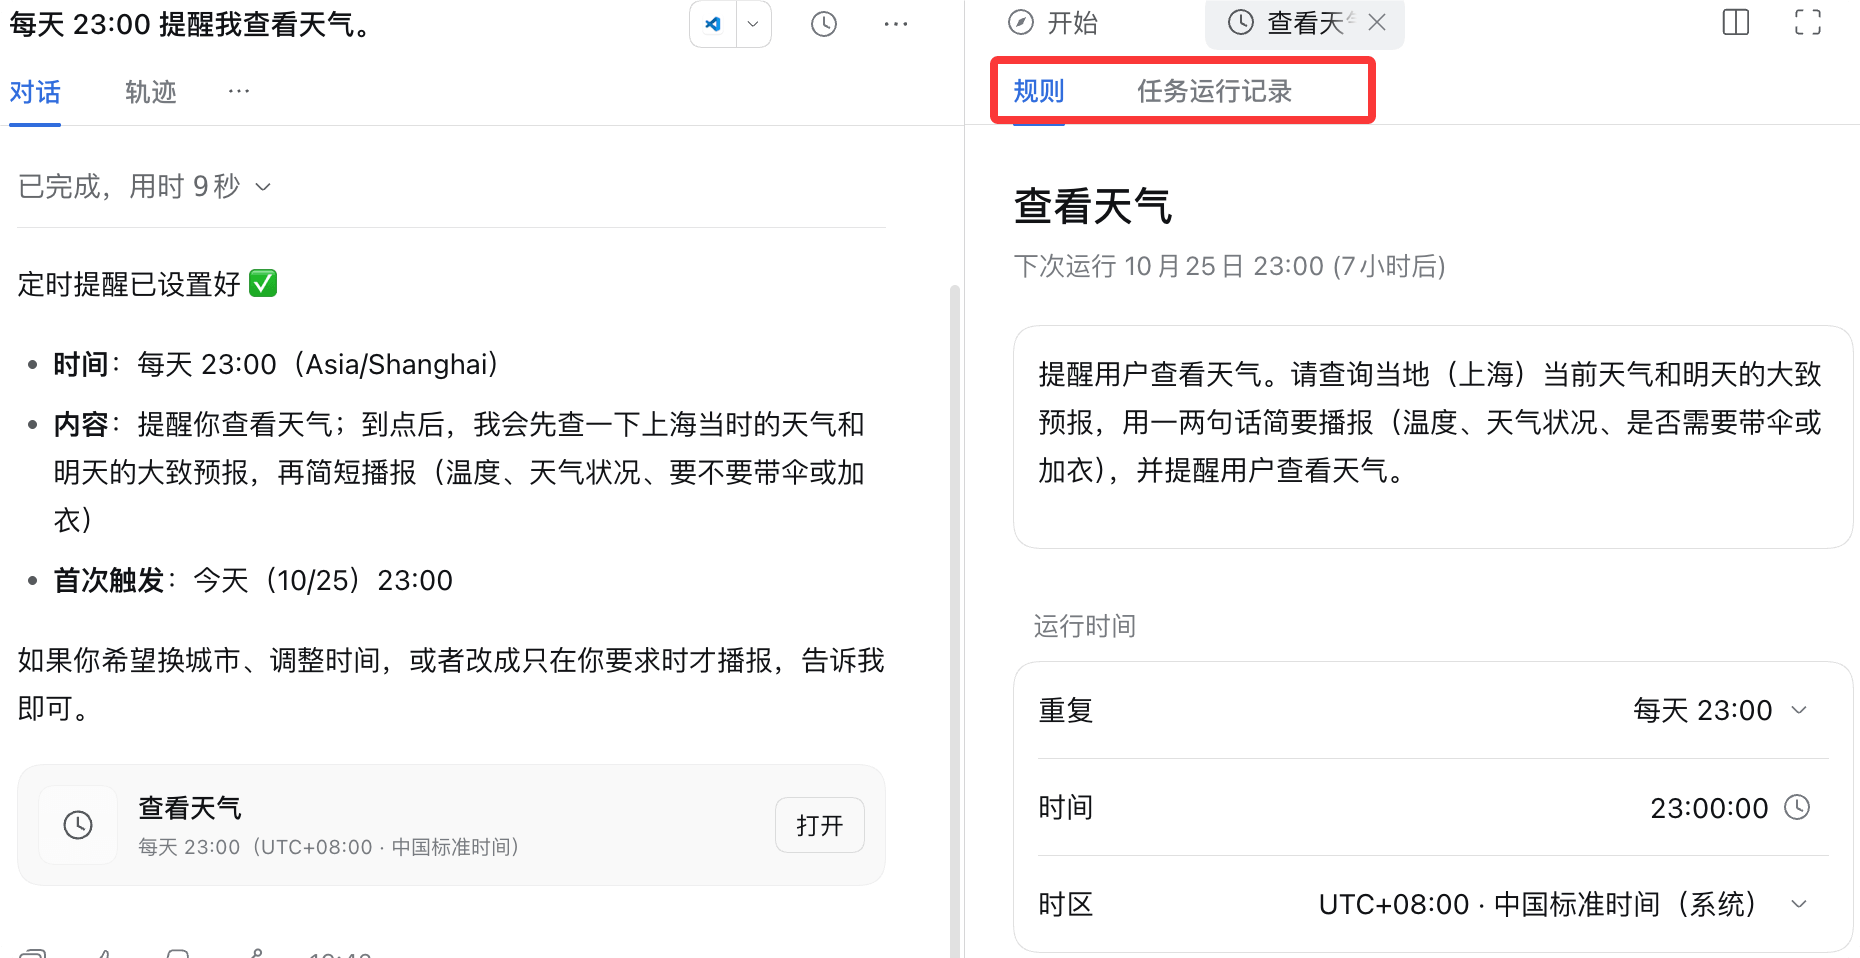 每天 23:00 提醒我查看天气。
对话
轨迹
已完成，用时 9秒
定时提醒已设置好 ✅
• 时间：每天 23:00（Asia/Shanghai）
• 内容：提醒你查看天气；到点后，我会先查一下上海当时的天气和
明天的大致预报，再简短播报（温度、天气状况、要不要带伞或加
衣）
• 首次触发：今天（10/25）23:00
如果你希望换城市、调整时间，或者改成只在你要求时才播报，告诉我
即可。
查看天气
每天 23:00（UTC+08:00 · 中国标准时间）
打开
开始
查看天
规则
任务运行记录
查看天气
下次运行 10月25日 23:00 (7小时后)
提醒用户查看天气。请查询当地（上海）当前天气和明天的大致
预报，用一两句话简要播报（温度、天气状况、是否需要带伞或
加衣），并提醒用户查看天气。
运行时间
重复
每天 23:00
时间
23:00:00
时区
UTC+08:00 · 中国标准时间（系统）